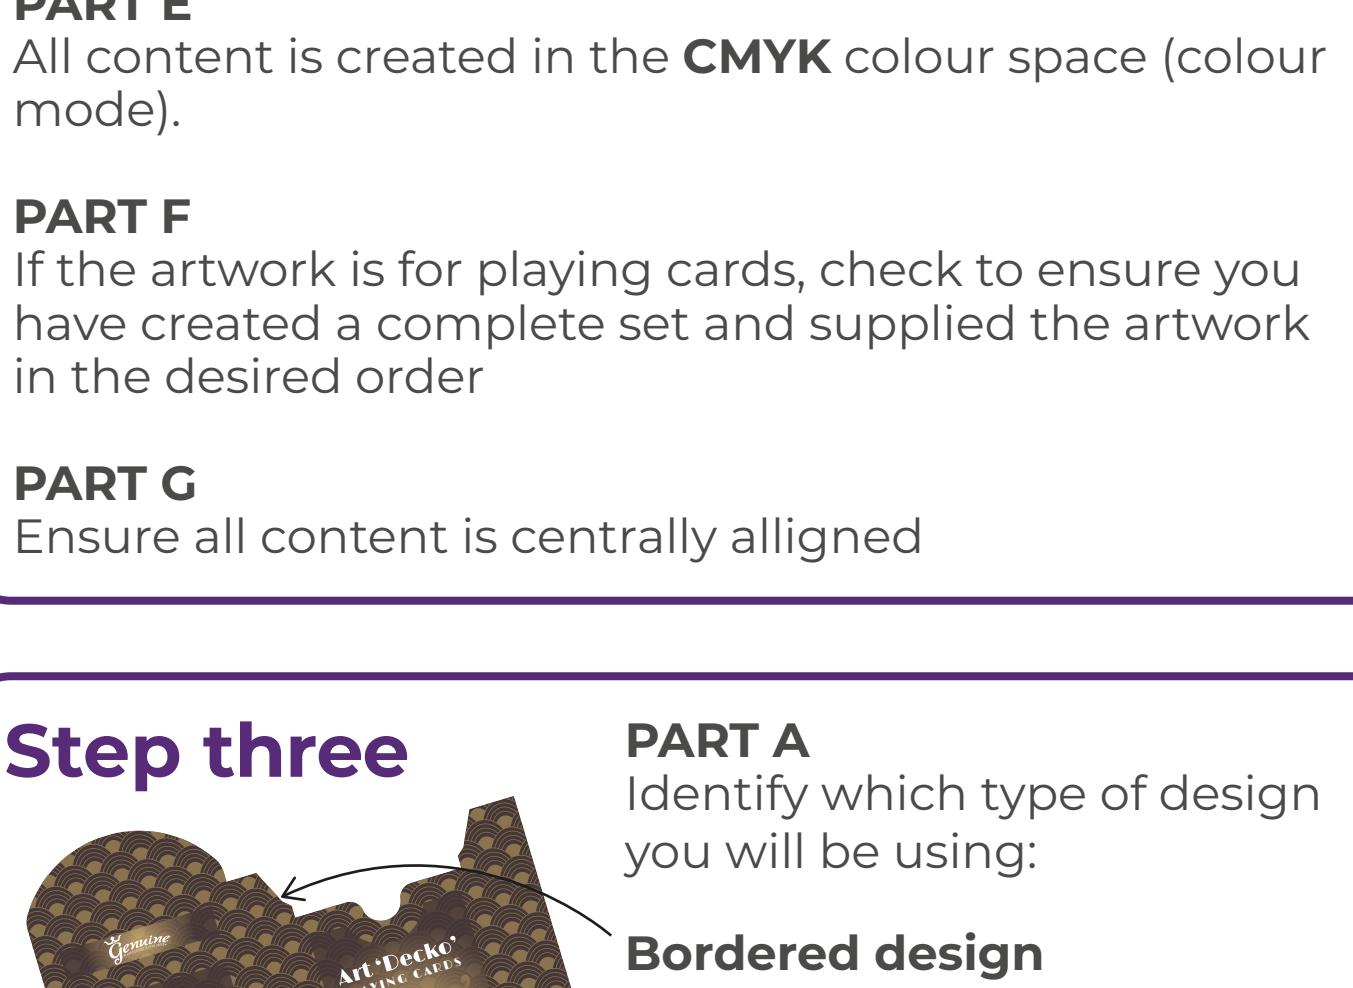 PART E
All content is created in the CMYK colour space (colour
mode).
PART F
If the artwork is for playing cards, check to ensure you
have created a complete set and supplied the artwork
in the desired order
PART G
Ensure all content is centrally alligned
Step three
PART A
Identify which type of design
you will be using:
Bordered design
Genuine
Art ‘Decko’
CARDS